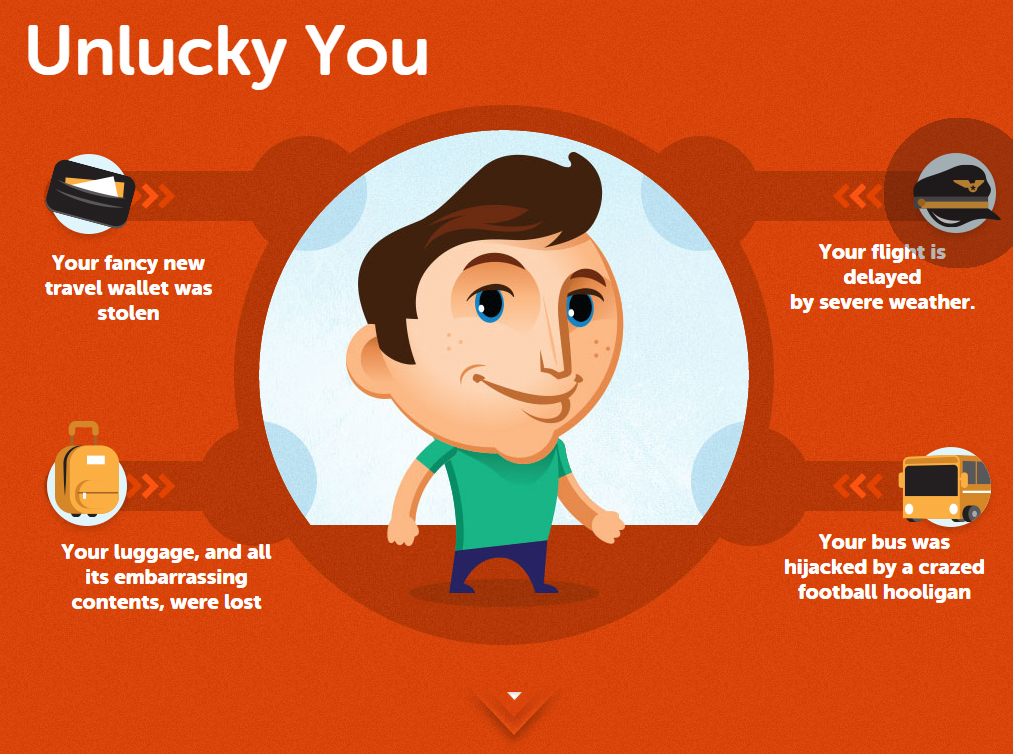 Unlucky You
Your fancy new
travel wallet was
stolen
Your flight is
delayed
by severe weather.
Your luggage, and all
its embarrassing
contents, were lost
Your bus was
hijacked by a crazed
football hooligan